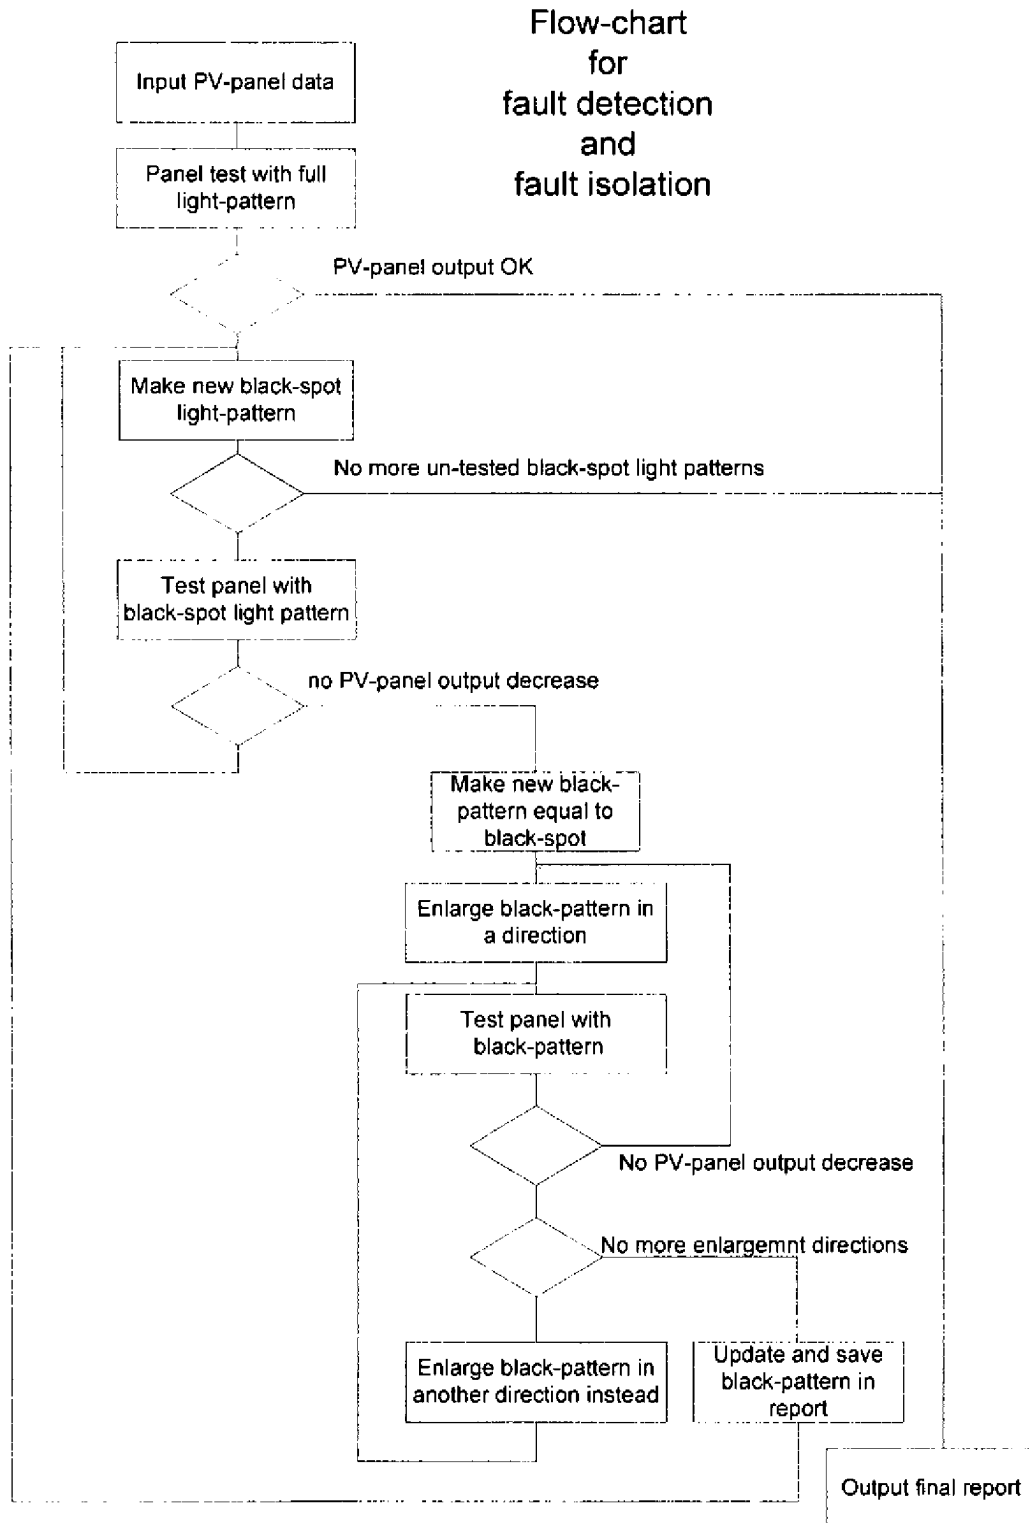 Flow-chart
for
fault detection
and
fault isolation
Input PV-panel data
Panel test with full
light-pattern
PV-panel output OK
Make new black-spot
light-pattern
No more un-tested black-spot light patterns
Test panel with
black-spot light pattern
no PV-panel output decrease
Make new black-
pattern equal to
black-spot
Enlarge black-pattern in
a direction
Test panel with
black-pattern
No PV-panel output decrease
No more enlargemnt directions
Enlarge black-pattern in
another direction instead
Update and save
black-pattern in
report
Output final report